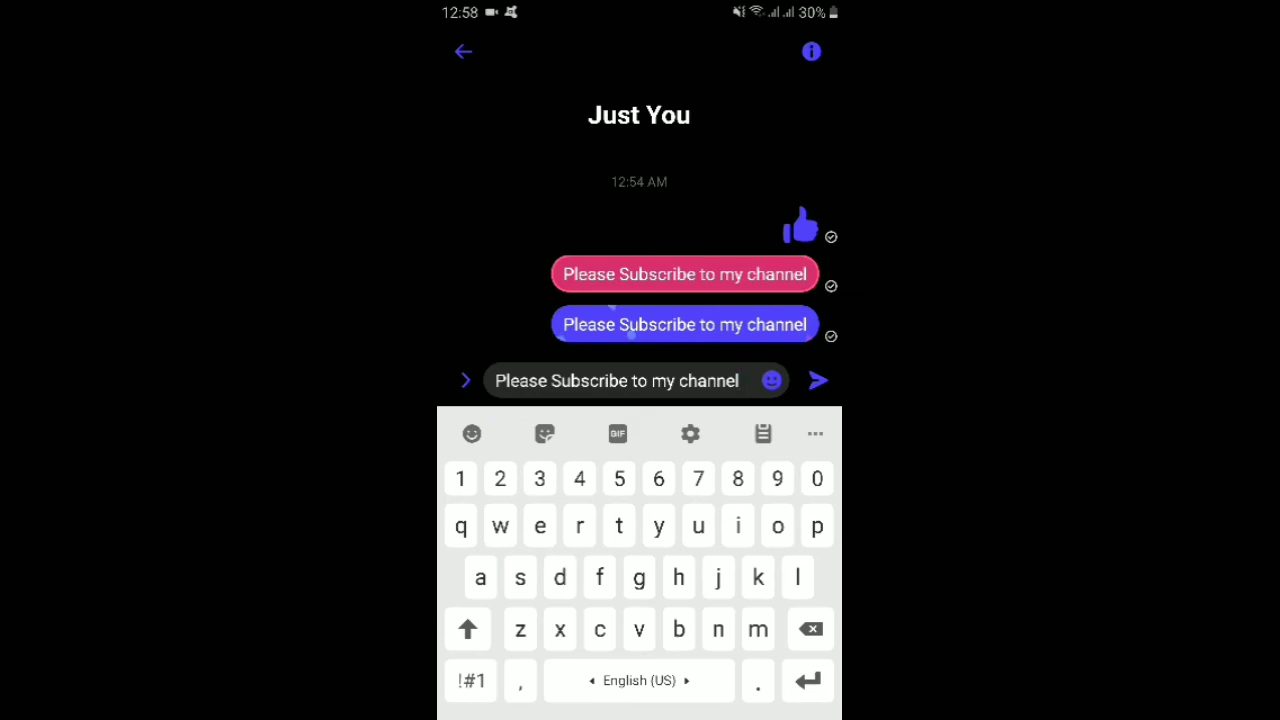 12:58 30%
Just You
12:54 AM
Please Subscribe to my channel
Please Subscribe to my channel
Please Subscribe to my channel
GIF
1 2 3 4 5 6 7 8 9 0
q w e r t y u i o p
a s d f g h j k l
z x c v b n m
!#1 , English (US) .